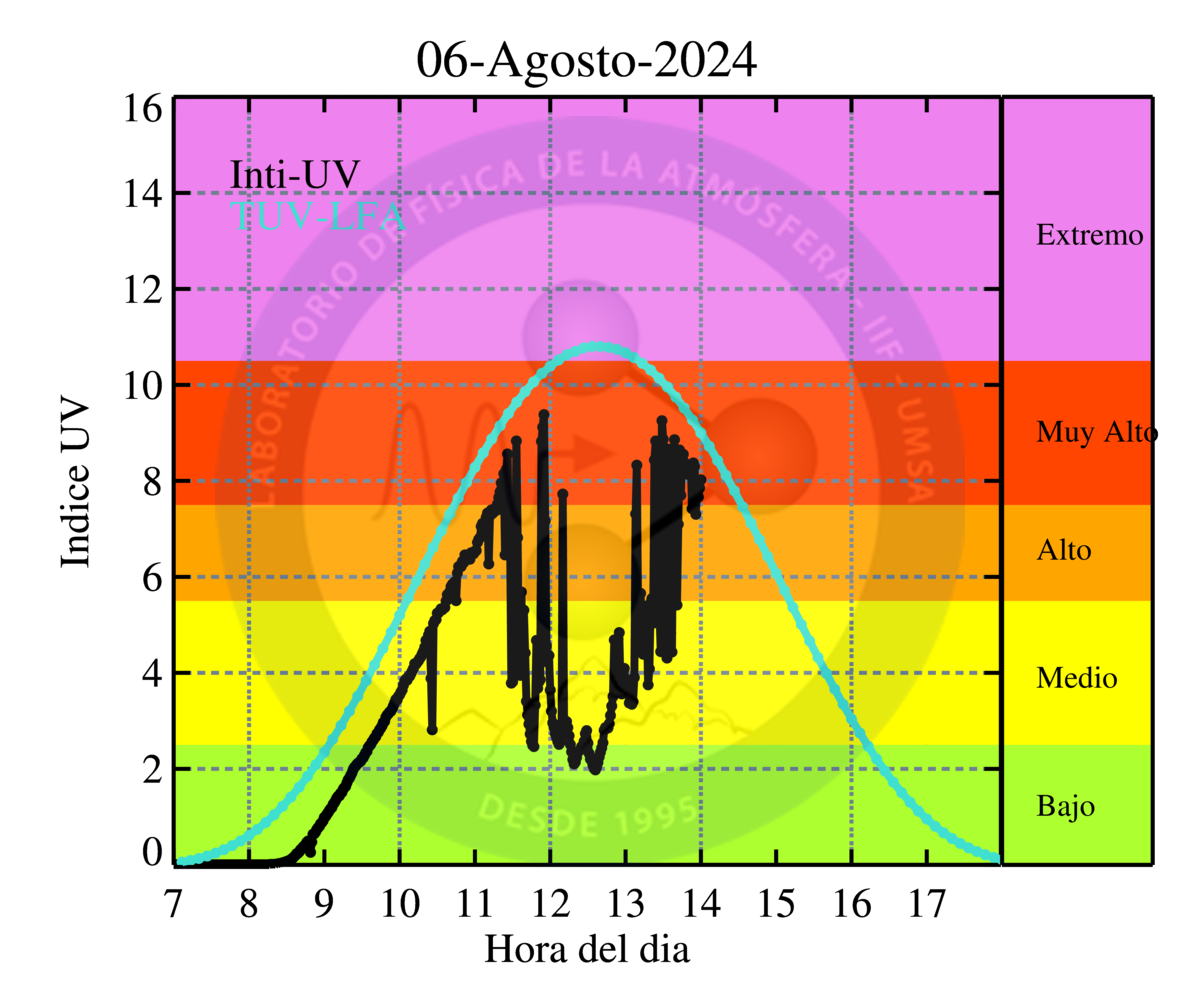 06-Agosto-2024
16
14
12
10
8
6
4
2
0
Indice UV
Inti-UV
TUV-LFA
LABORATORIO DE FÍSICA DE LA ATMÓSFERA - IIF - UMSA
DESDE 1995
Extremo
Muy Alto
Alto
Medio
Bajo
7 8 9 10 11 12 13 14 15 16 17
Hora del dia